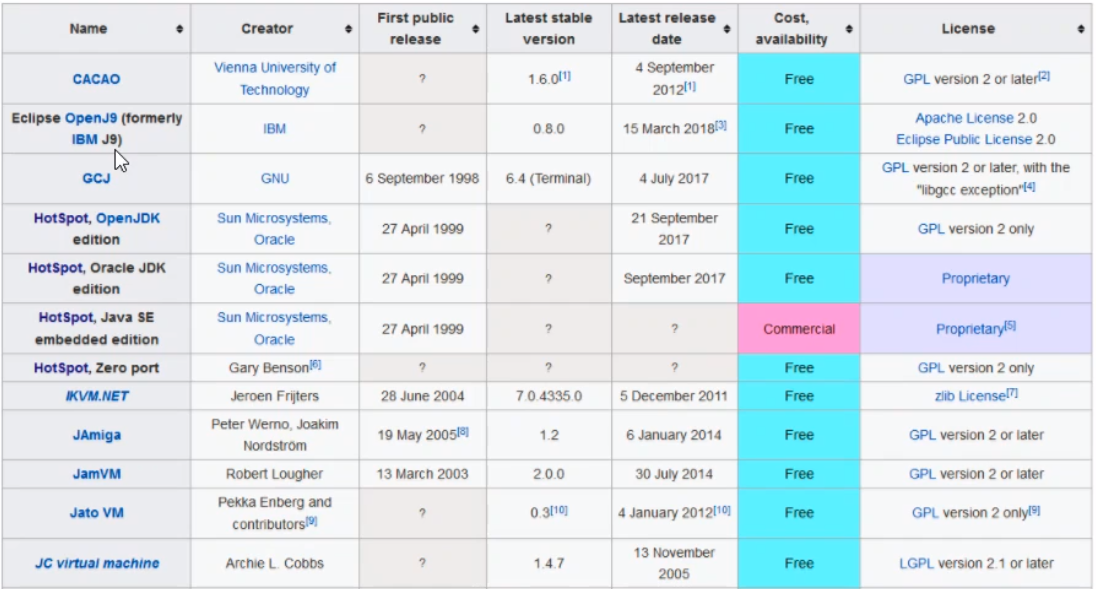 Name Creator First public release Latest stable version Latest release date Cost, availability License
CACAO Vienna University of Technology ? 1.6.0[1] 4 September 2012[1] Free GPL version 2 or later[2]
Eclipse OpenJ9 (formerly IBM J9) IBM ? 0.8.0 15 March 2018[3] Free Apache License 2.0 Eclipse Public License 2.0
GCJ GNU 6 September 1998 6.4 (Terminal) 4 July 2017 Free GPL version 2 or later, with the "libgcc exception"[4]
HotSpot, OpenJDK edition Sun Microsystems, Oracle 27 April 1999 ? 21 September 2017 Free GPL version 2 only
HotSpot, Oracle JDK edition Sun Microsystems, Oracle 27 April 1999 ? September 2017 Free Proprietary
HotSpot, Java SE embedded edition Sun Microsystems, Oracle 27 April 1999 ? ? Commercial Proprietary[5]
HotSpot, Zero port Gary Benson[6] ? ? ? Free GPL version 2 only
IKVM.NET Jeroen Frijters 28 June 2004 7.0.4335.0 5 December 2011 Free zlib License[7]
JAmiga Peter Werno, Joakim Nordström 19 May 2005[8] 1.2 6 January 2014 Free GPL version 2 or later
JamVM Robert Lougher 13 March 2003 2.0.0 30 July 2014 Free GPL version 2 or later
Jato VM Pekka Enberg and contributors[9] ? 0.3[10] 4 January 2012[10] Free GPL version 2 only[9]
JC virtual machine Archie L. Cobbs ? 1.4.7 13 November 2005 Free LGPL version 2.1 or later